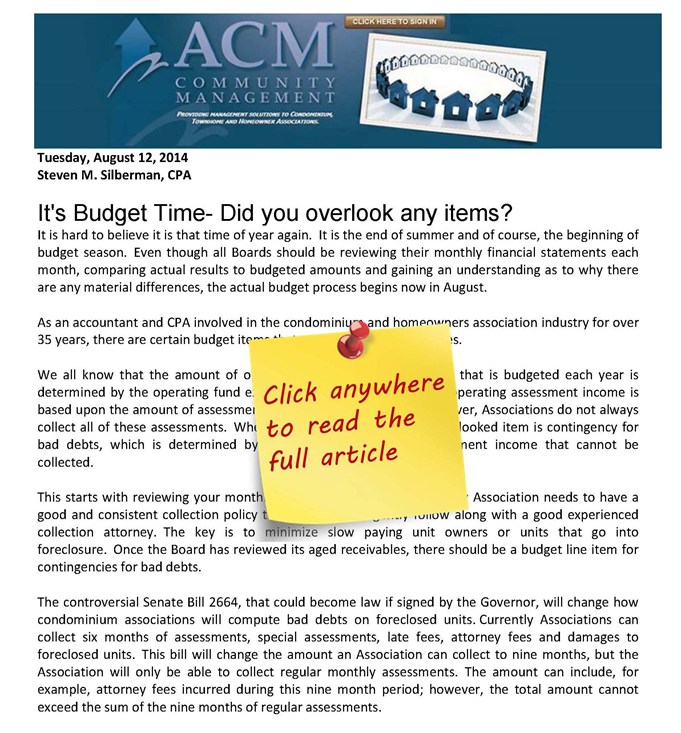 CLICK HERE TO SIGN IN
ACM
COMMUNITY
MANAGEMENT
PROVIDING MANAGEMENT SOLUTIONS TO CONDOMINIUM,
TOWNHOME AND HOMEOWNER ASSOCIATIONS.
Tuesday, August 12, 2014
Steven M. Silberman, CPA
It's Budget Time- Did you overlook any items?
It is hard to believe it is that time of year again. It is the end of summer and of course, the beginning of
budget season. Even though all Boards should be reviewing their monthly financial statements each
month, comparing actual results to budgeted amounts and gaining an understanding as to why there
are any material differences, the actual budget process begins now in August.
As an accountant and CPA involved in the condominium and homeowners association industry for over
35 years, there are certain budget
We all know that the amount of that is budgeted each year is
determined by the operating fund operating assessment income is
based upon the amount of Associations do not always
collect all of these assessments. item is contingency for
bad debts, which is determined by income that cannot be
collected.
This starts with reviewing your Association needs to have a
good and consistent collection policy follow along with a good experienced
collection attorney. The key is to minimize slow paying unit owners or units that go into
foreclosure. Once the Board has reviewed its aged receivables, there should be a budget line item for
contingencies for bad debts.
The controversial Senate Bill 2664, that could become law if signed by the Governor, will change how
condominium associations will compute bad debts on foreclosed units. Currently Associations can
collect six months of assessments, special assessments, late fees, attorney fees and damages to
foreclosed units. This bill will change the amount an Association can collect to nine months, but the
Association will only be able to collect regular monthly assessments. The amount can include, for
example, attorney fees incurred during this nine month period; however, the total amount cannot
exceed the sum of the nine months of regular assessments.
Click anywhere
to read the
full article